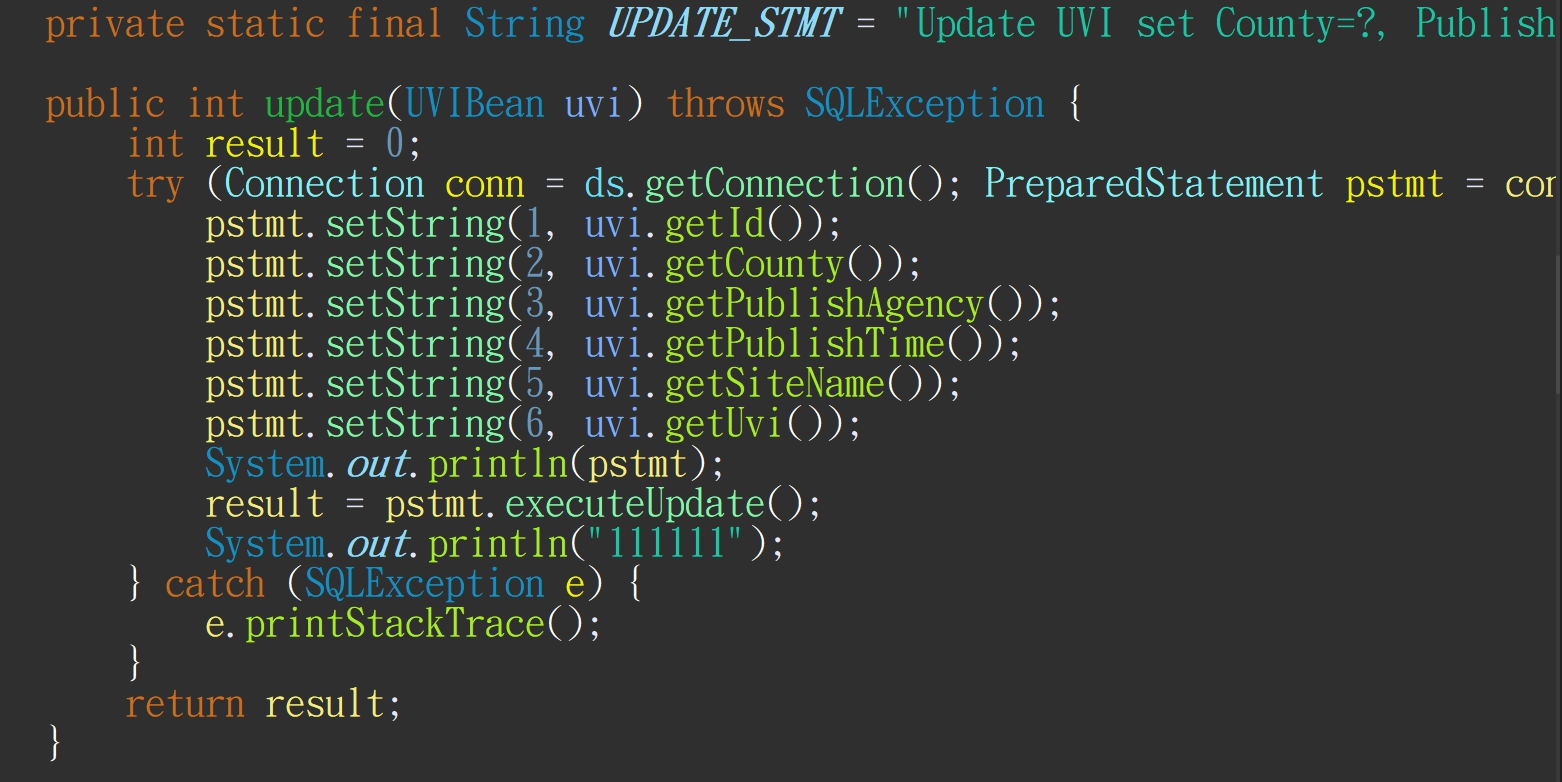 private static final String UPDATE_STMT = "Update UVI set County=?, Publish
public int update(UVIBean uvi) throws SQLException {
int result = 0;
try (Connection conn = ds.getConnection(); PreparedStatement pstmt = con
pstmt.setString(1, uvi.getId());
pstmt.setString(2, uvi.getCounty());
pstmt.setString(3, uvi.getPublishAgency());
pstmt.setString(4, uvi.getPublishTime());
pstmt.setString(5, uvi.getSiteName());
pstmt.setString(6, uvi.getUvi());
System.out.println(pstmt);
result = pstmt.executeUpdate();
System.out.println("111111");
} catch (SQLException e) {
e.printStackTrace();
}
return result;
}